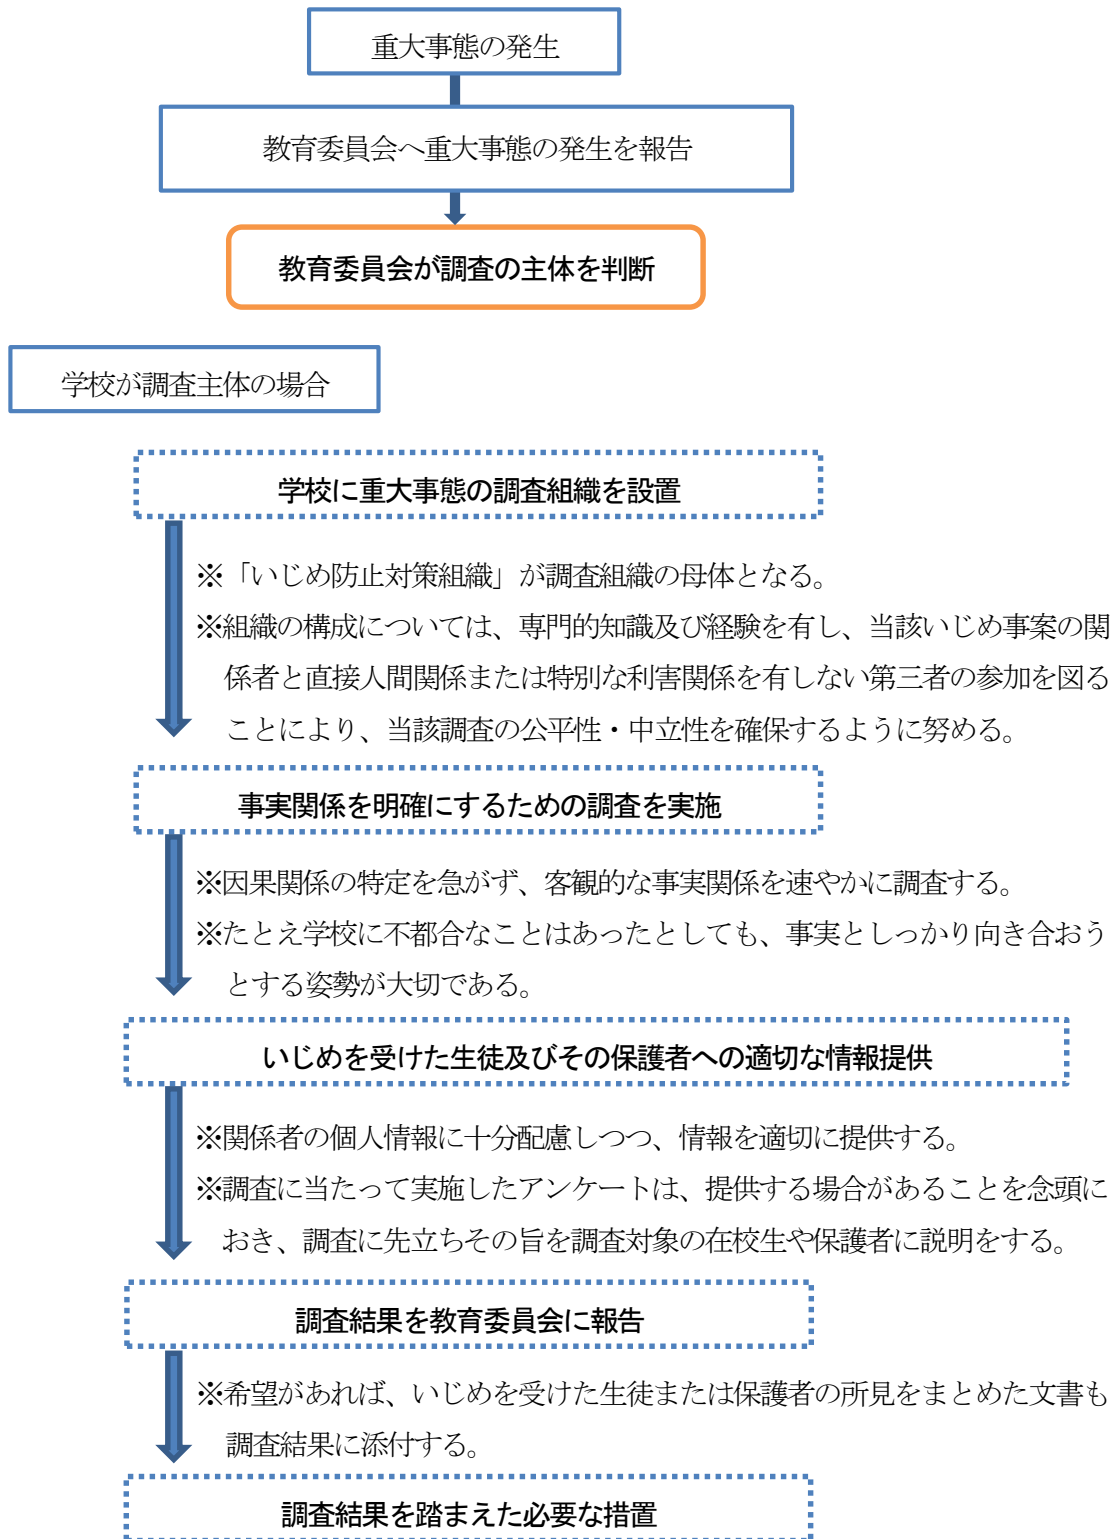 重大事態の発生
教育委員会へ重大事態の発生を報告
教育委員会が調査の主体を判断
学校が調査主体の場合
学校に重大事態の調査組織を設置
※「いじめ防止対策組織」が調査組織の母体となる。
※組織の構成については、専門的知識及び経験を有し、当該いじめ事案の関
係者と直接人間関係または特別な利害関係を有しない第三者の参加を図る
ことにより、当該調査の公平性・中立性を確保するように努める。
事実関係を明確にするための調査を実施
※因果関係の特定を急がず、客観的な事実関係を速やかに調査する。
※たとえ学校に不都合なことはあったとしても、事実としっかり向き合おう
とする姿勢が大切である。
いじめを受けた生徒及びその保護者への適切な情報提供
※関係者の個人情報に十分配慮しつつ、情報を適切に提供する。
※調査に当たって実施したアンケートは、提供する場合があることを念頭に
おき、調査に先立ちその旨を調査対象の在校生や保護者に説明をする。
調査結果を教育委員会に報告
※希望があれば、いじめを受けた生徒または保護者の所見をまとめた文書も
調査結果に添付する。
調査結果を踏まえた必要な措置